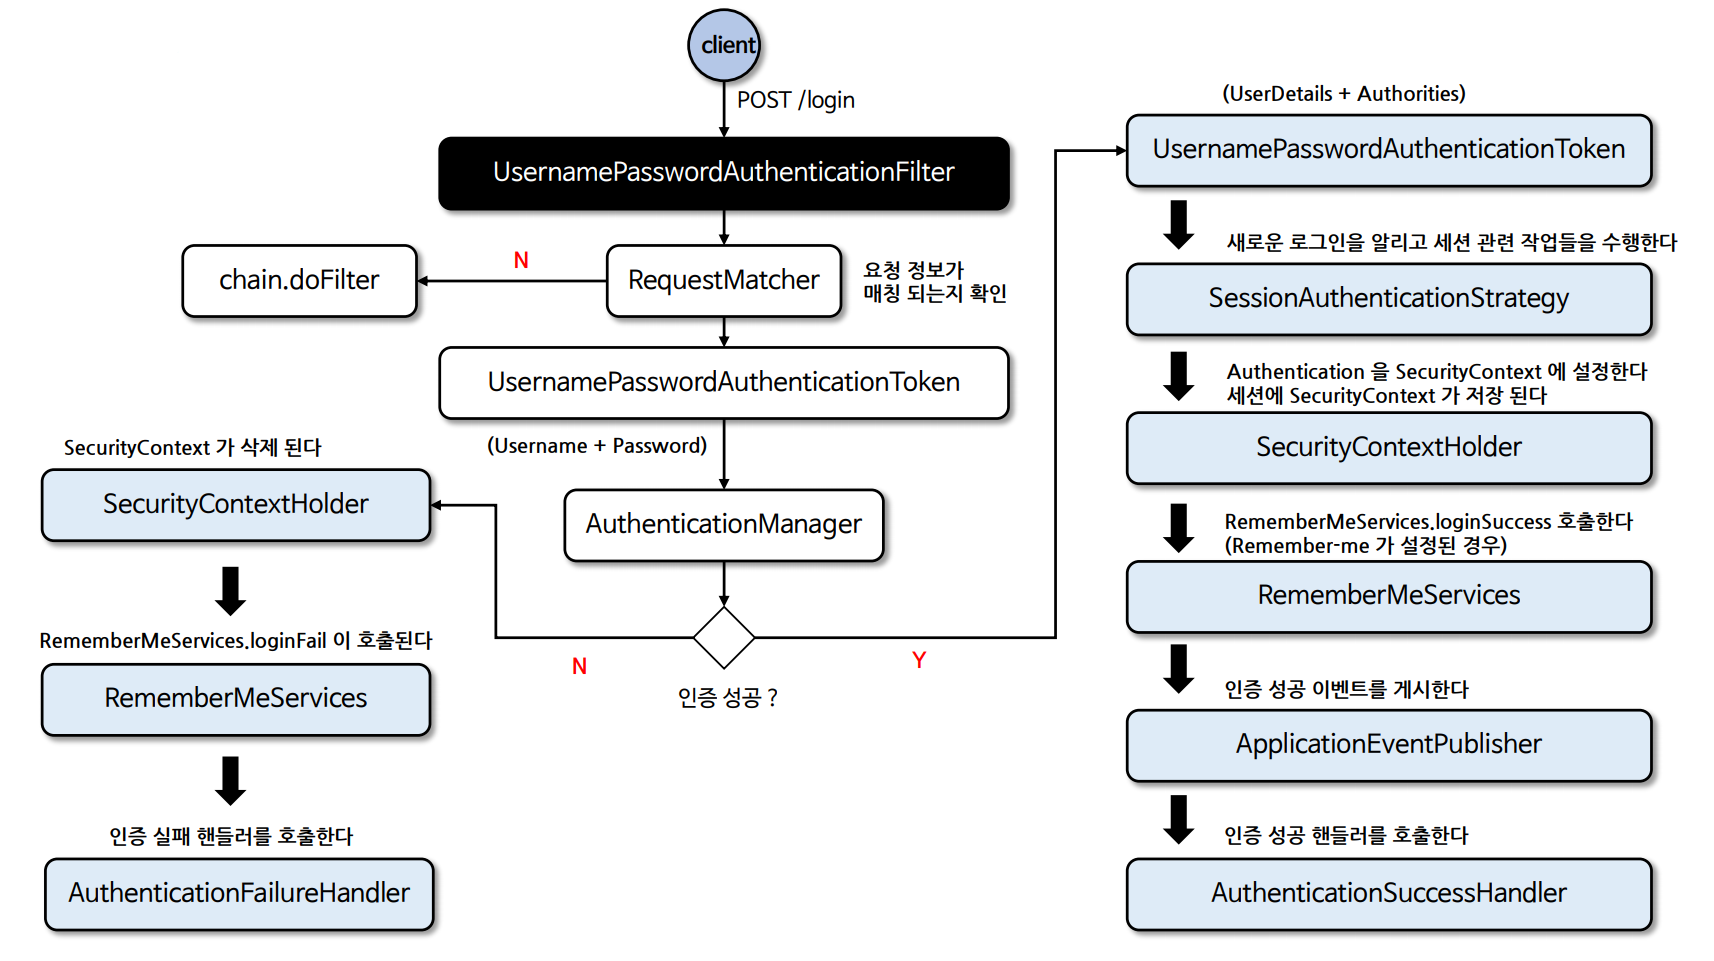 client
POST /login
UsernamePasswordAuthenticationFilter
chain.doFilter
N
RequestMatcher
요청 정보가
매칭 되는지 확인
UsernamePasswordAuthenticationToken
(Username + Password)
AuthenticationManager
인증 성공 ?
N
Y
SecurityContext 가 삭제 된다
SecurityContextHolder
RememberMeServices.loginFail 이 호출된다
RememberMeServices
인증 실패 핸들러를 호출한다
AuthenticationFailureHandler
(UserDetails + Authorities)
UsernamePasswordAuthenticationToken
새로운 로그인을 알리고 세션 관련 작업들을 수행한다
SessionAuthenticationStrategy
Authentication 을 SecurityContext 에 설정한다
세션에 SecurityContext 가 저장 된다
SecurityContextHolder
RememberMeServices.loginSuccess 호출한다
(Remember-me 가 설정된 경우)
RememberMeServices
인증 성공 이벤트를 게시한다
ApplicationEventPublisher
인증 성공 핸들러를 호출한다
AuthenticationSuccessHandler